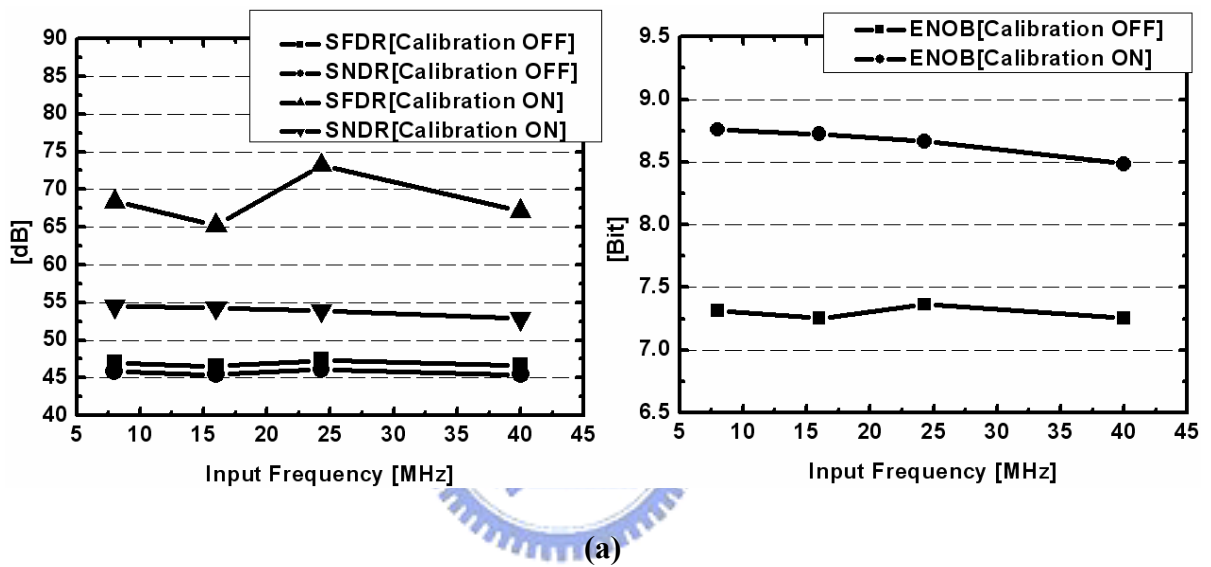 90
85
80
75
70
65
60
55
50
45
40
[dB]
SFDR[Calibration OFF]
SNDR[Calibration OFF]
SFDR[Calibration ON]
SNDR[Calibration ON]
5 10 15 20 25 30 35 40 45
Input Frequency [MHz]
9.5
9.0
8.5
8.0
7.5
7.0
6.5
[Bit]
ENOB[Calibration OFF]
ENOB[Calibration ON]
5 10 15 20 25 30 35 40 45
Input Frequency [MHz]
(a)